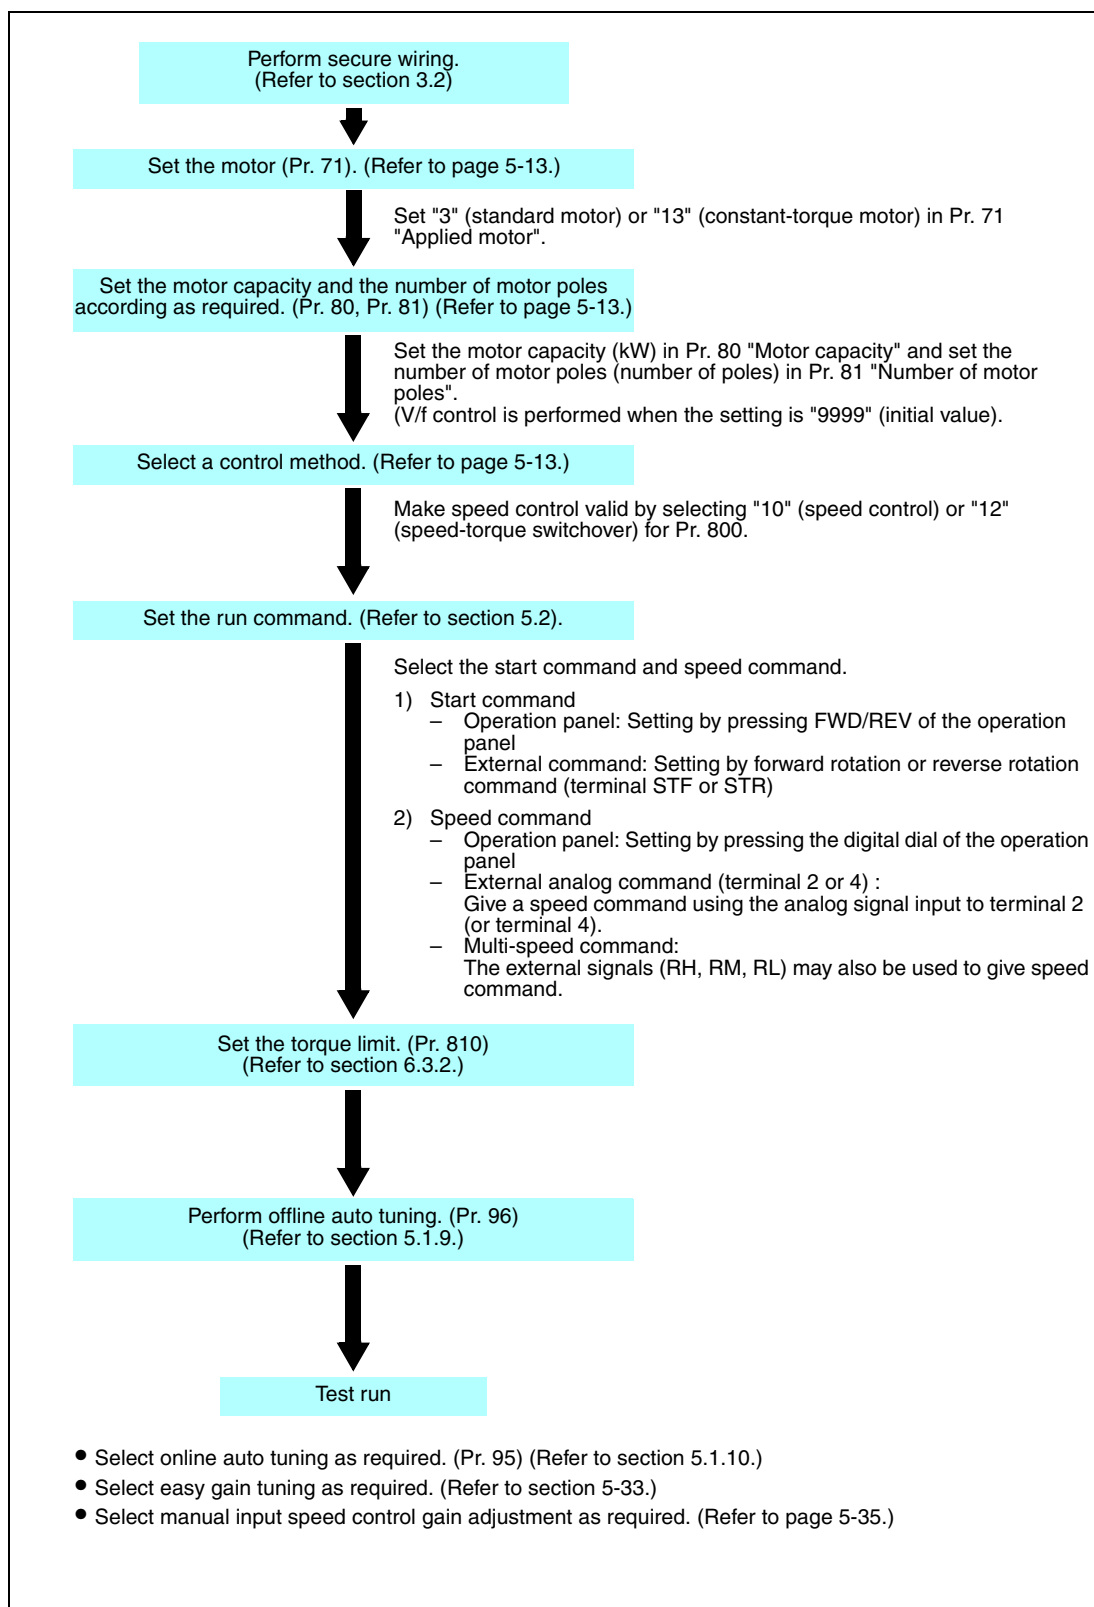 Perform secure wiring.
(Refer to section 3.2)
Set the motor (Pr. 71). (Refer to page 5-13.)
Set "3" (standard motor) or "13" (constant-torque motor) in Pr. 71
"Applied motor".
Set the motor capacity and the number of motor poles
according as required. (Pr. 80, Pr. 81) (Refer to page 5-13.)
Set the motor capacity (kW) in Pr. 80 "Motor capacity" and set the
number of motor poles (number of poles) in Pr. 81 "Number of motor
poles".
(V/f control is performed when the setting is "9999" (initial value).
Select a control method. (Refer to page 5-13.)
Make speed control valid by selecting "10" (speed control) or "12"
(speed-torque switchover) for Pr. 800.
Set the run command. (Refer to section 5.2).
Select the start command and speed command.
1) Start command
– Operation panel: Setting by pressing FWD/REV of the operation
panel
– External command: Setting by forward rotation or reverse rotation
command (terminal STF or STR)
2) Speed command
– Operation panel: Setting by pressing the digital dial of the operation
panel
– External analog command (terminal 2 or 4) :
Give a speed command using the analog signal input to terminal 2
(or terminal 4).
– Multi-speed command:
The external signals (RH, RM, RL) may also be used to give speed
command.
Set the torque limit. (Pr. 810)
(Refer to section 6.3.2.)
Perform offline auto tuning. (Pr. 96)
(Refer to section 5.1.9.)
Test run
● Select online auto tuning as required. (Pr. 95) (Refer to section 5.1.10.)
● Select easy gain tuning as required. (Refer to section 5-33.)
● Select manual input speed control gain adjustment as required. (Refer to page 5-35.)